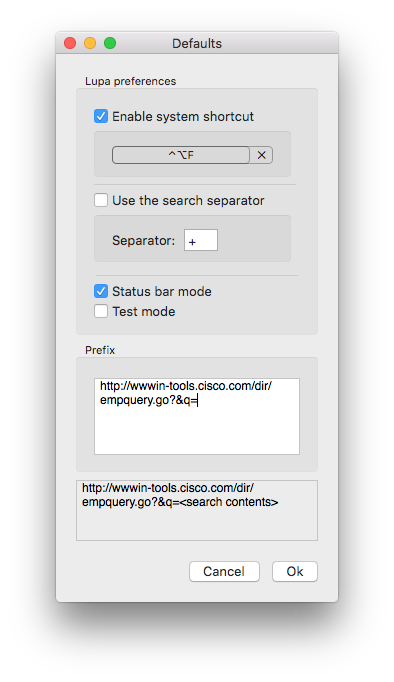 Defaults
Lupa preferences
Enable system shortcut
^⌥F
Use the search separator
Separator: +
Status bar mode
Test mode
Prefix
http://wwwin-tools.cisco.com/dir/
empquery.go?&q=
http://wwwin-tools.cisco.com/dir/
empquery.go?&q=<search contents>
Cancel Ok